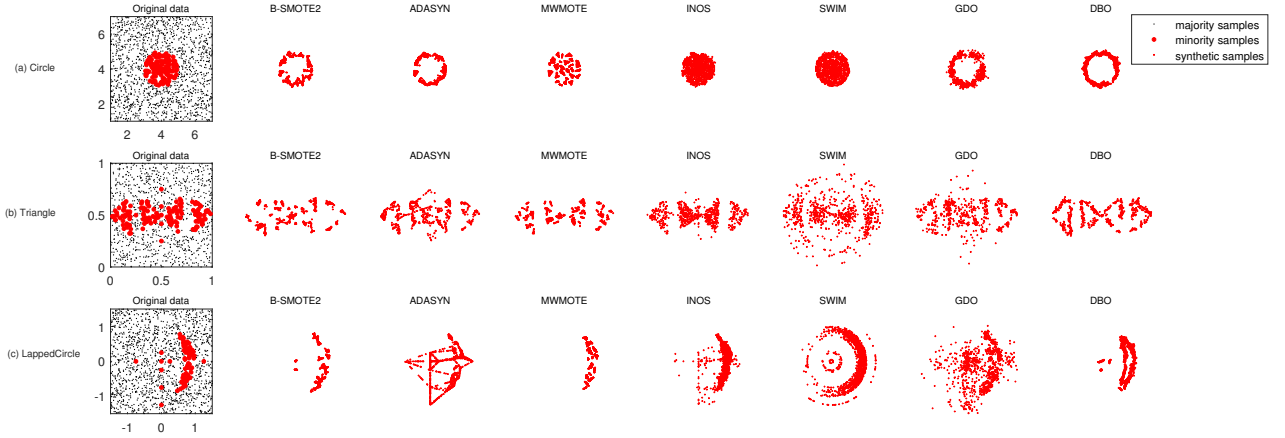 Original data B-SMOTE2 ADASYN MWMOTE INOS SWIM GDO DBO
majority samples
minority samples
synthetic samples
6
(a) Circle
4
2
2 4 6
Original data B-SMOTE2 ADASYN MWMOTE INOS SWIM GDO DBO
1
(b) Triangle
0.5
0
0 0.5 1
Original data B-SMOTE2 ADASYN MWMOTE INOS SWIM GDO DBO
1
(c) LappedCircle
0
-1
-1 0 1